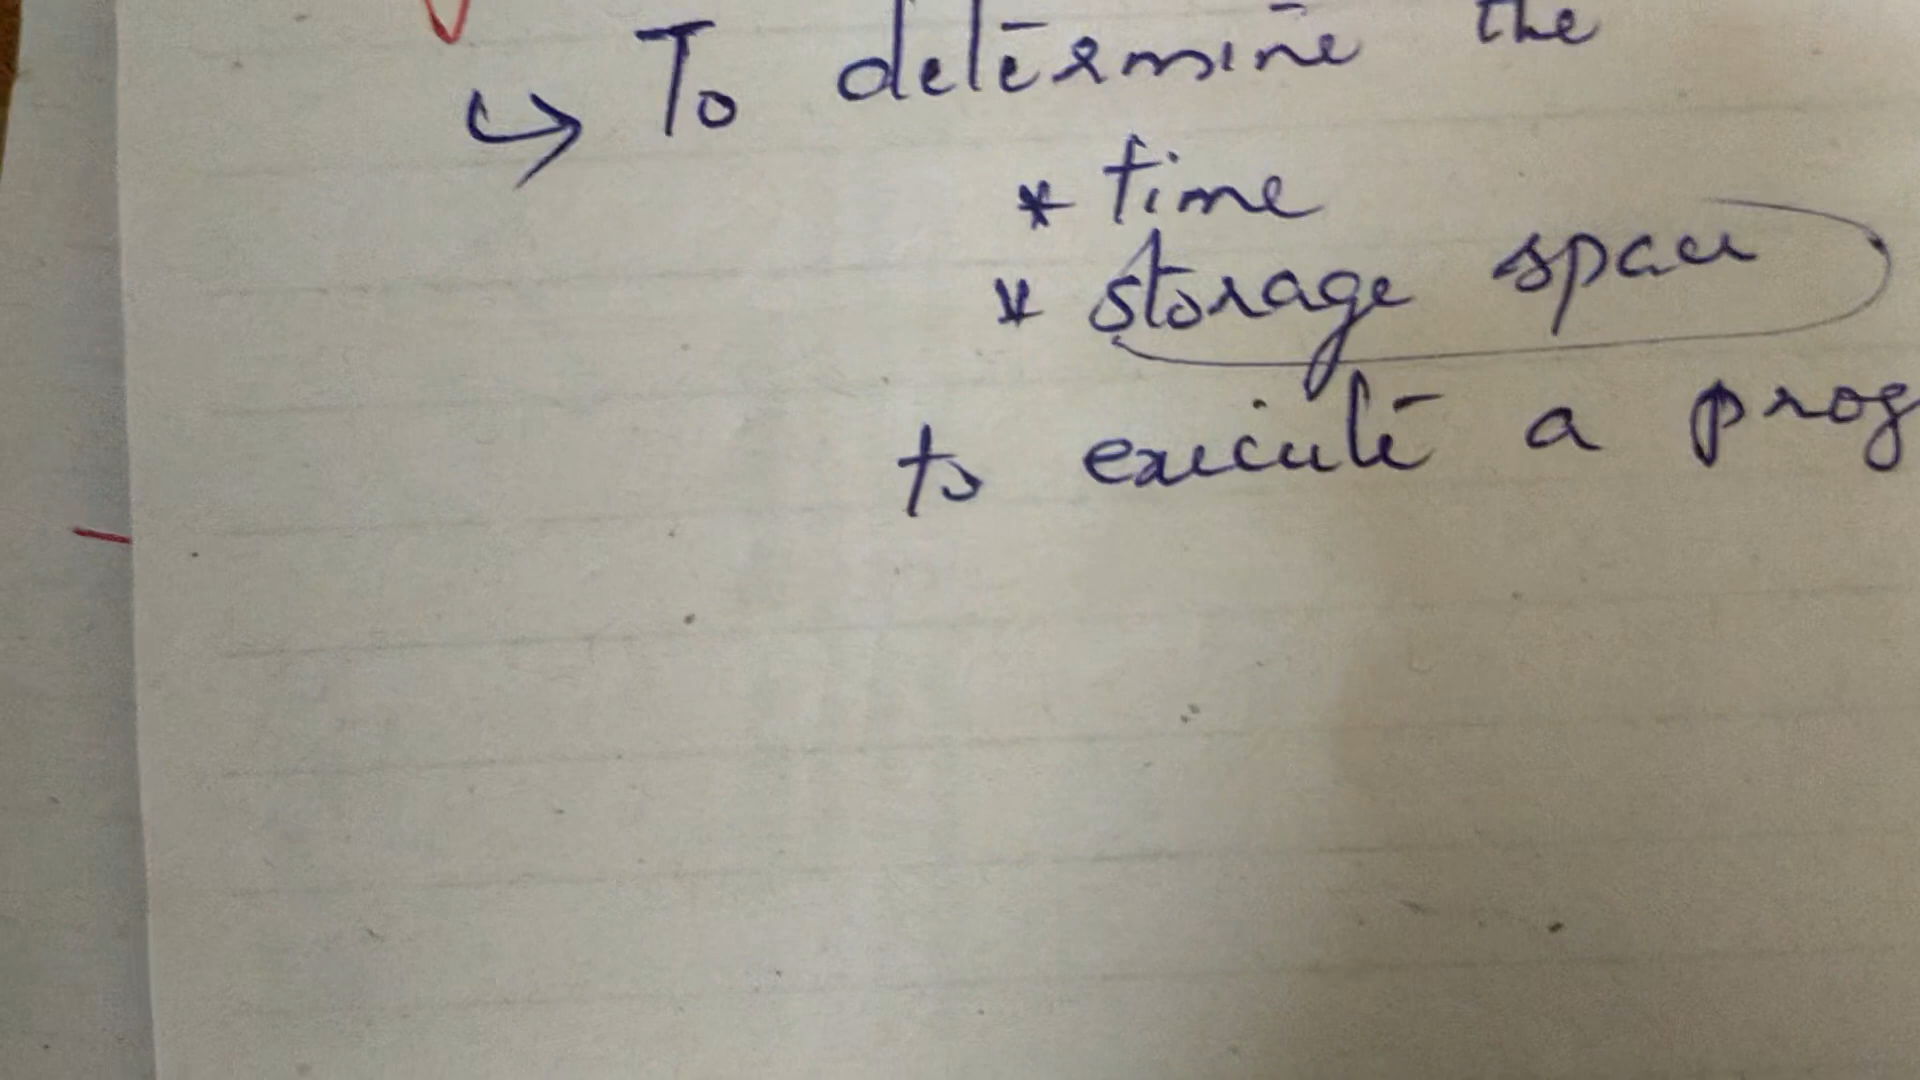 ↳ To determine the
* time
* storage space
to execute a prog